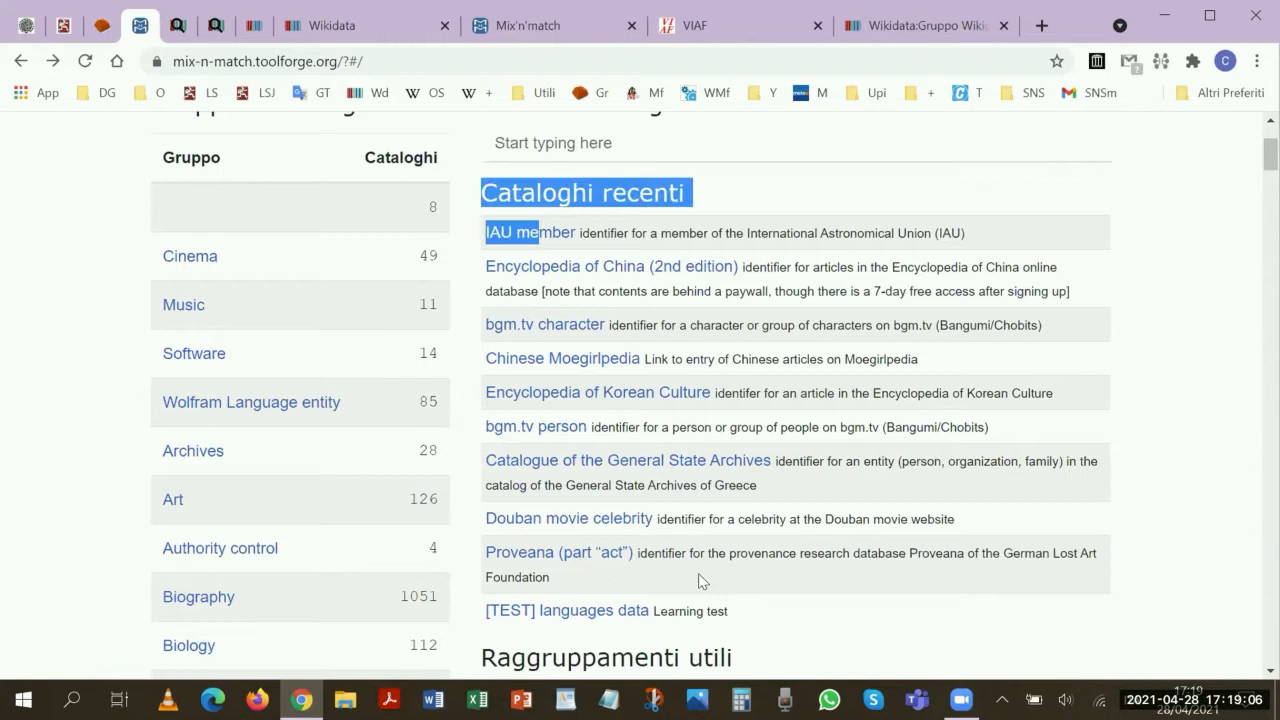 Wikidata
Mix'n'match
VIAF
Wikidata:Gruppo Wiki
mix-n-match.toolforge.org/?#/
C
App
DG
O
LS
LSJ
GT
Wd
OS
+
Utili
Gr
Mf
WMf
Y
M
Upi
+
T
SNS
SNSm
Altri Preferiti
Start typing here
Gruppo Cataloghi
8
Cinema 49
Music 11
Software 14
Wolfram Language entity 85
Archives 28
Art 126
Authority control 4
Biography 1051
Biology 112
Cataloghi recenti
IAU member identifier for a member of the International Astronomical Union (IAU)
Encyclopedia of China (2nd edition) identifier for articles in the Encyclopedia of China online
database [note that contents are behind a paywall, though there is a 7-day free access after signing up]
bgm.tv character identifier for a character or group of characters on bgm.tv (Bangumi/Chobits)
Chinese Moegirlpedia Link to entry of Chinese articles on Moegirlpedia
Encyclopedia of Korean Culture identifer for an article in the Encyclopedia of Korean Culture
bgm.tv person identifier for a person or group of people on bgm.tv (Bangumi/Chobits)
Catalogue of the General State Archives identifier for an entity (person, organization, family) in the
catalog of the General State Archives of Greece
Douban movie celebrity identifier for a celebrity at the Douban movie website
Proveana (part “act”) identifier for the provenance research database Proveana of the German Lost Art
Foundation
[TEST] languages data Learning test
Raggruppamenti utili
17:19
2021-04-28 17:19:06
28/04/2021